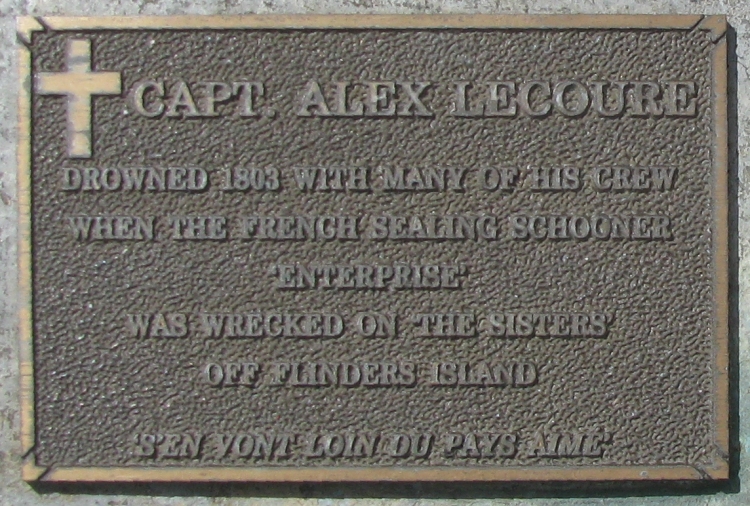 CAPT. ALEX LECOURE
DROWNED 1803 WITH MANY OF HIS CREW
WHEN THE FRENCH SEALING SCHOONER
'ENTERPRISE'
WAS WRECKED ON 'THE SISTERS'
OFF FLINDERS ISLAND
'S'EN VONT LOIN DU PAYS AIMÉ'